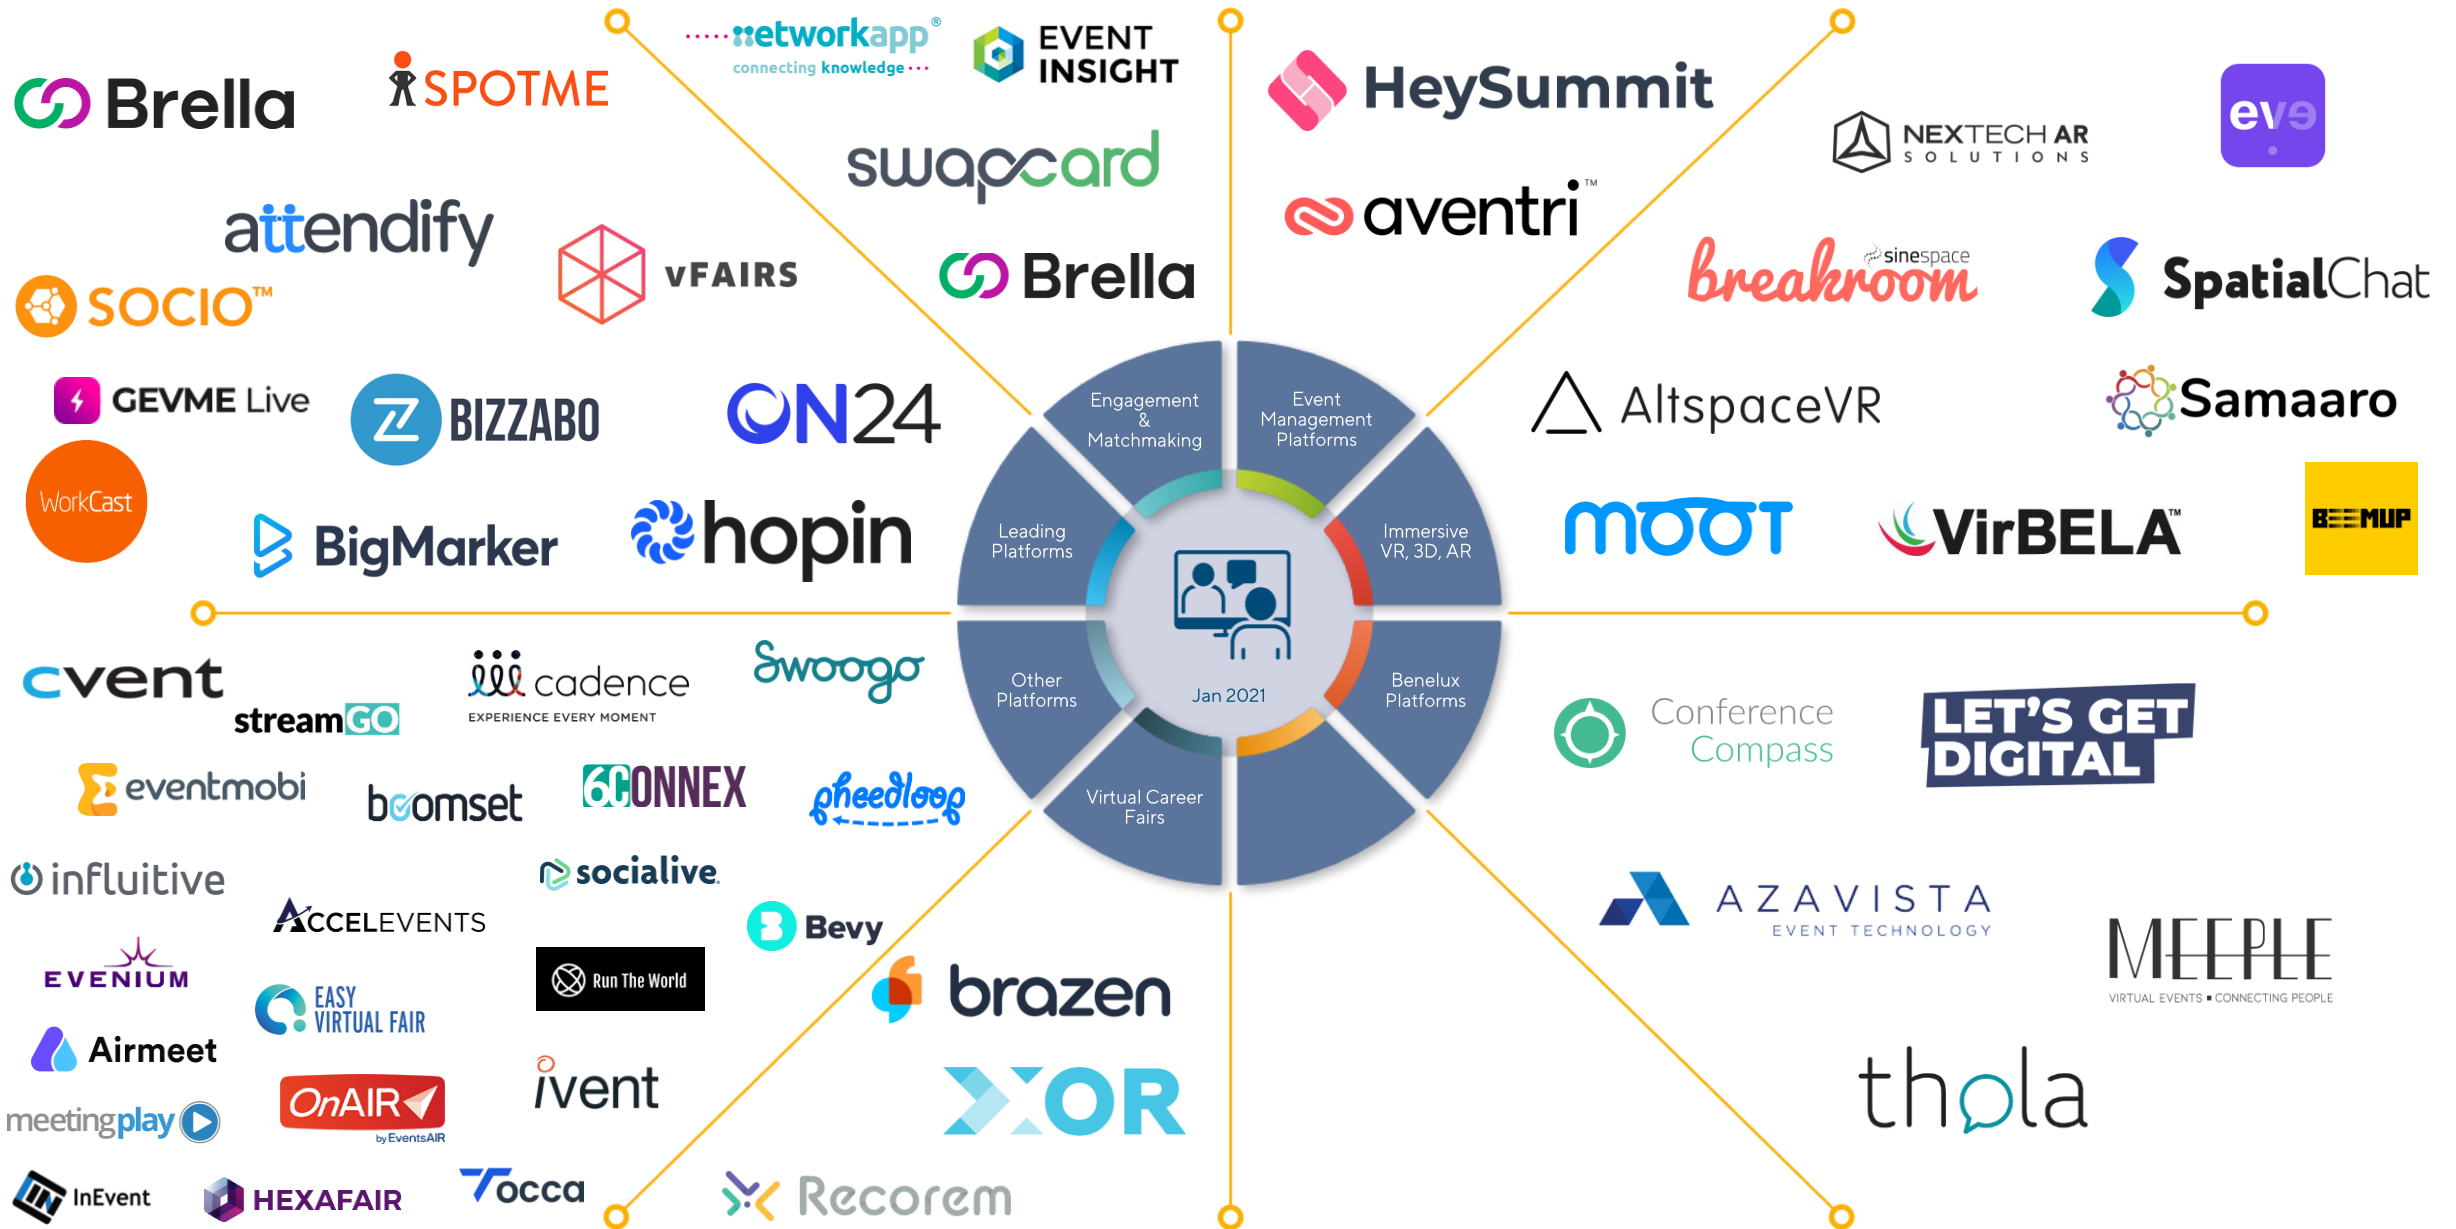 Brella
SPOTME
attendify
SOCIO™
vFAIRS
GEVME Live
BIZZABO
ON24
WorkCast
BigMarker
hopin
networkapp®
connecting knowledge
EVENT
INSIGHT
swapcard
Brella
HeySummit
aventri™
NEXTECH AR
SOLUTIONS
eve
sinespace
breakroom
SpatialChat
AltspaceVR
Samaaro
mooT
VirBELA™
BEEMUP
Engagement
&
Matchmaking
Event
Management
Platforms
Leading
Platforms
Immersive
VR, 3D, AR
Other
Platforms
Jan 2021
Benelux
Platforms
Virtual Career
Fairs
cvent
streamGO
cadence
EXPERIENCE EVERY MOMENT
Swoogo
eventmobi
boomset
6CONNEX
pheedloop
influitive
ACCELEVENTS
socialive.
Bevy
EVENIUM
EASY
VIRTUAL FAIR
Run The World
Airmeet
meetingplay
OnAIR
by EventsAIR
ivent
InEvent
HEXAFAIR
Tocca
brazen
XOR
Recorem
Conference
Compass
LET'S GET
DIGITAL
AZAVISTA
EVENT TECHNOLOGY
MEEPLE
VIRTUAL EVENTS ■ CONNECTING PEOPLE
thola